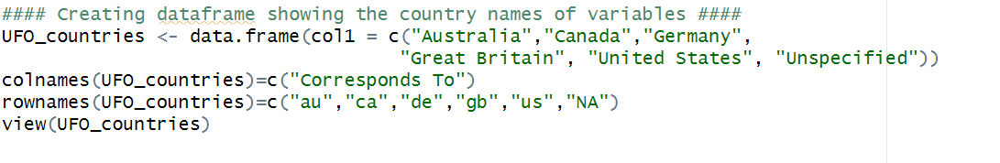 #### Creating dataframe showing the country names of variables ####
UFO_countries <- data.frame(col1 = c("Australia","Canada","Germany",
"Great Britain", "United States", "Unspecified"))
colnames(UFO_countries)=c("Corresponds To")
rownames(UFO_countries)=c("au","ca","de","gb","us","NA")
view(UFO_countries)